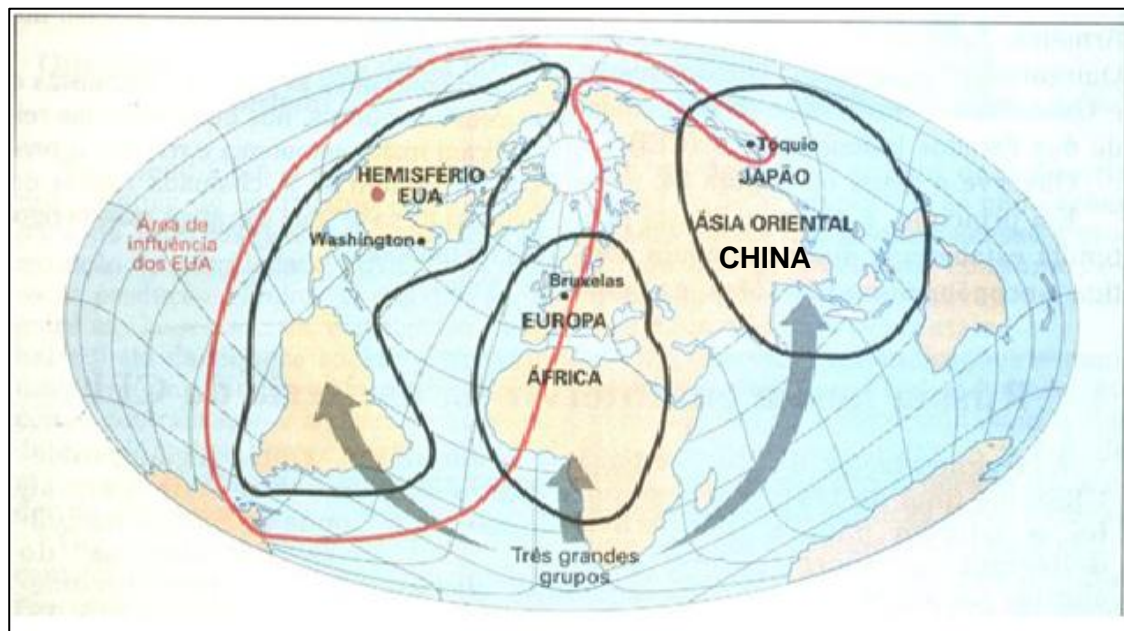 HEMISFÉRIO
EUA
Washington
Área de
influência
dos EUA
Bruxelas
EUROPA
ÁFRICA
Tóquio
JAPÃO
ÁSIA ORIENTAL
CHINA
Três grandes
grupos